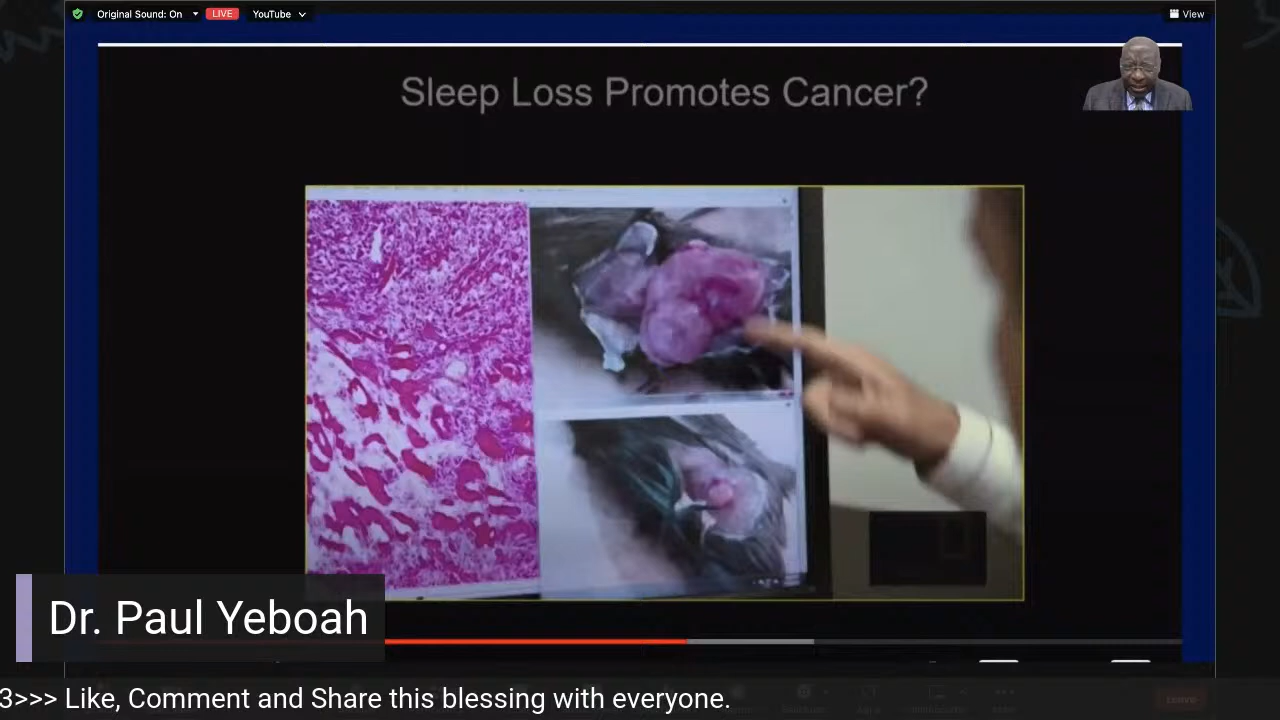 Original Sound: On
LIVE
YouTube
View
Sleep Loss Promotes Cancer?
Dr. Paul Yeboah
3>>> Like, Comment and Share this blessing with everyone.
Leave